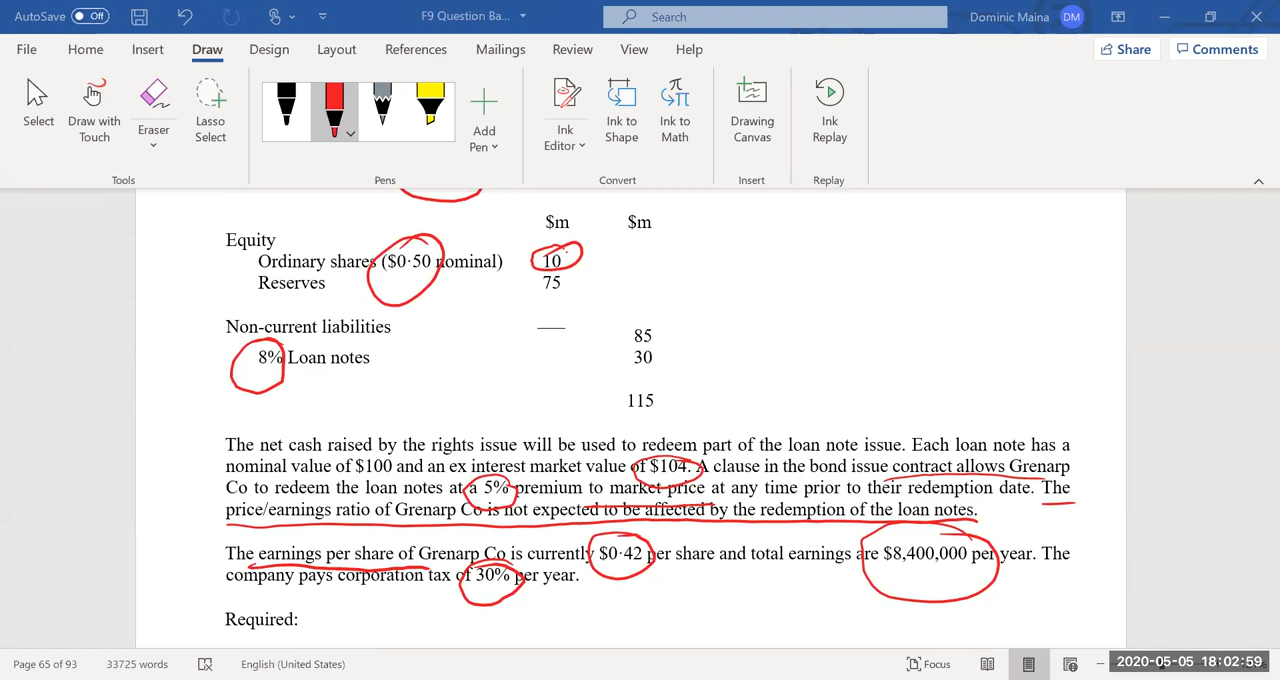 AutoSave Off F9 Question Ba... Search Dominic Maina DM
File Home Insert Draw Design Layout References Mailings Review View Help Share Comments
Select Draw with Touch Eraser Lasso Select Add Pen Ink Editor Ink to Shape Ink to Math Drawing Canvas Ink Replay
Tools Pens Convert Insert Replay
$m $m
Equity
Ordinary shares ($0·50 nominal) 10
Reserves 75
Non-current liabilities
85
8% Loan notes 30
115
The net cash raised by the rights issue will be used to redeem part of the loan note issue. Each loan note has a
nominal value of $100 and an ex interest market value of $104. A clause in the bond issue contract allows Grenarp
Co to redeem the loan notes at a 5% premium to market price at any time prior to their redemption date. The
price/earnings ratio of Grenarp Co is not expected to be affected by the redemption of the loan notes.
The earnings per share of Grenarp Co is currently $0·42 per share and total earnings are $8,400,000 per year. The
company pays corporation tax of 30% per year.
Required:
Page 65 of 93 33725 words English (United States) Focus 2020-05-05 18:02:59